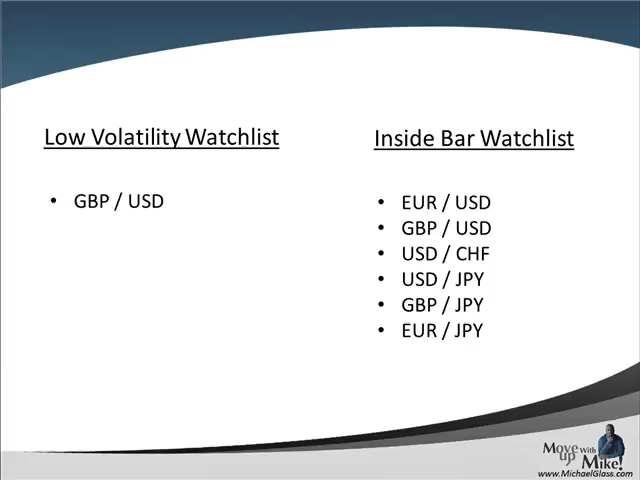 Low Volatility Watchlist
• GBP / USD
Inside Bar Watchlist
• EUR / USD
• GBP / USD
• USD / CHF
• USD / JPY
• GBP / JPY
• EUR / JPY
Move up With Mike!
www.MichaelGlass.com